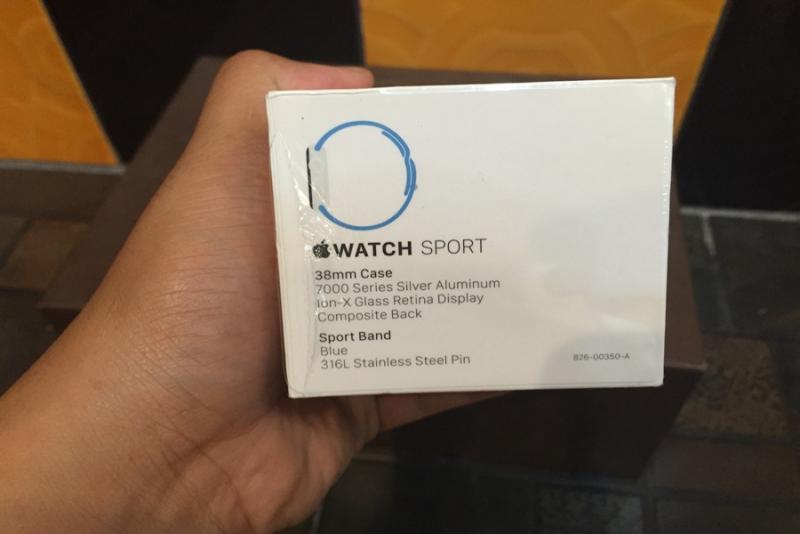 WATCH SPORT
38mm Case
7000 Series Silver Aluminum
Ion-X Glass Retina Display
Composite Back
Sport Band
Blue
316L Stainless Steel Pin
826-00350-A